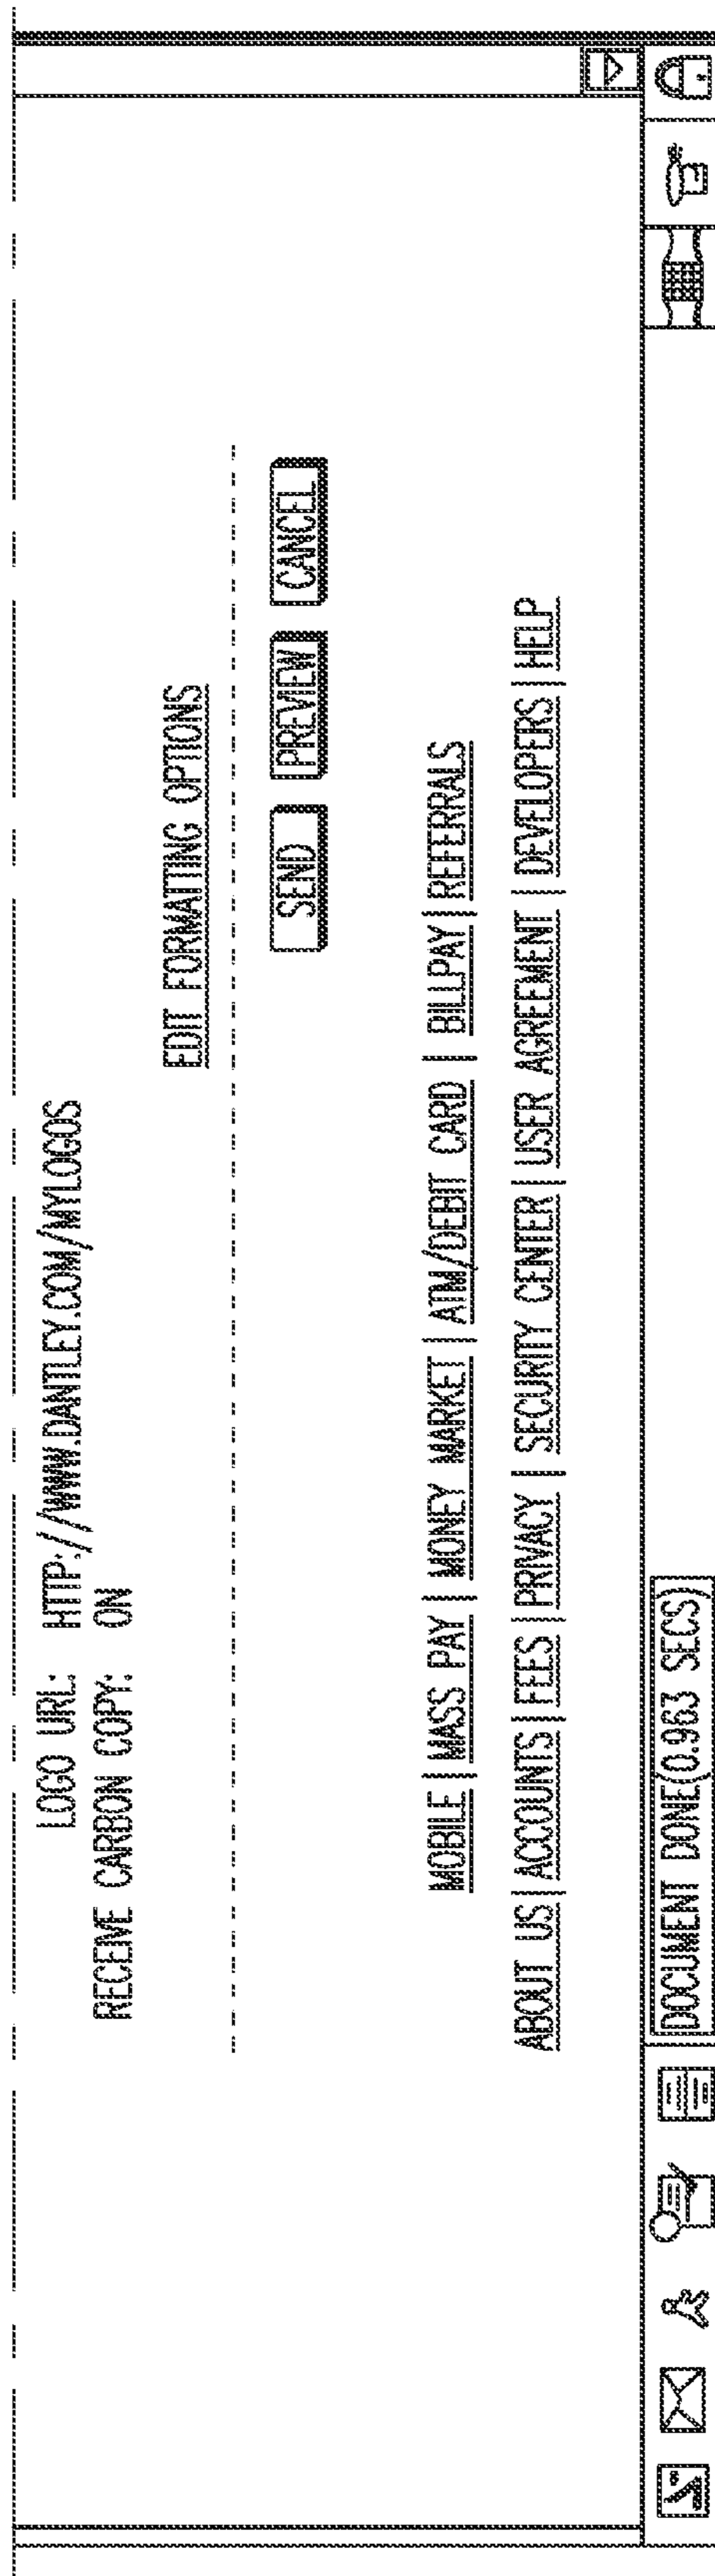 LOGO URL: HTTP://WWW.DANTLEY.COM/MYLOGOS
RECEIVE CARBON COPY: ON
EDIT FORMATTING OPTIONS
SEND PREVIEW CANCEL
MOBILE | MASS PAY | MONEY MARKET | ATM/DEBIT CARD | BILLPAY | REFERRALS
ABOUT US | ACCOUNTS | FEES | PRIVACY | SECURITY CENTER | USER AGREEMENT | DEVELOPERS | HELP
DOCUMENT DONE(0.963 SECS)